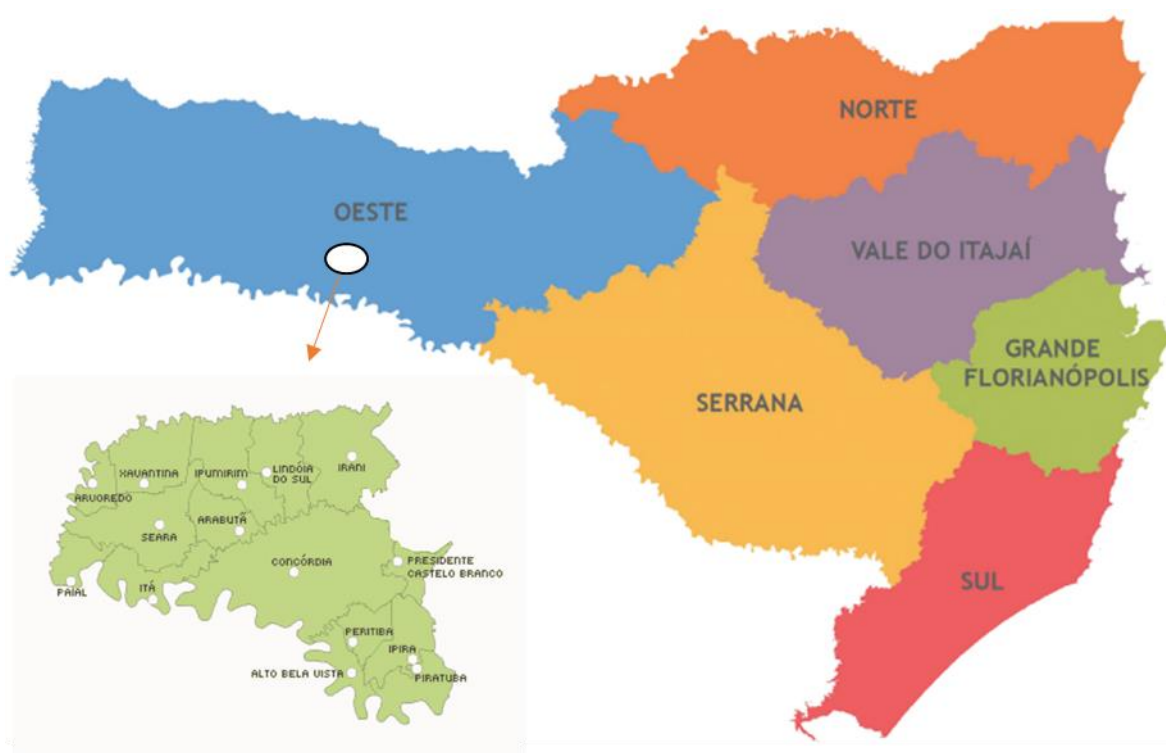 NORTE
OESTE
VALE DO ITAJAÍ
GRANDE
FLORIANÓPOLIS
SERRANA
SUL
XAVANTINA
IPUMIRIM
LINDÓIA
DO SUL
IRANI
ARVOREDO
SEARA
ARABUTÃ
CONCÓRDIA
PRESIDENTE
CASTELO BRANCO
PAÍAL
ITÁ
PERITIBA
IPIRA
ALTO BELA VISTA
PIRATUBA